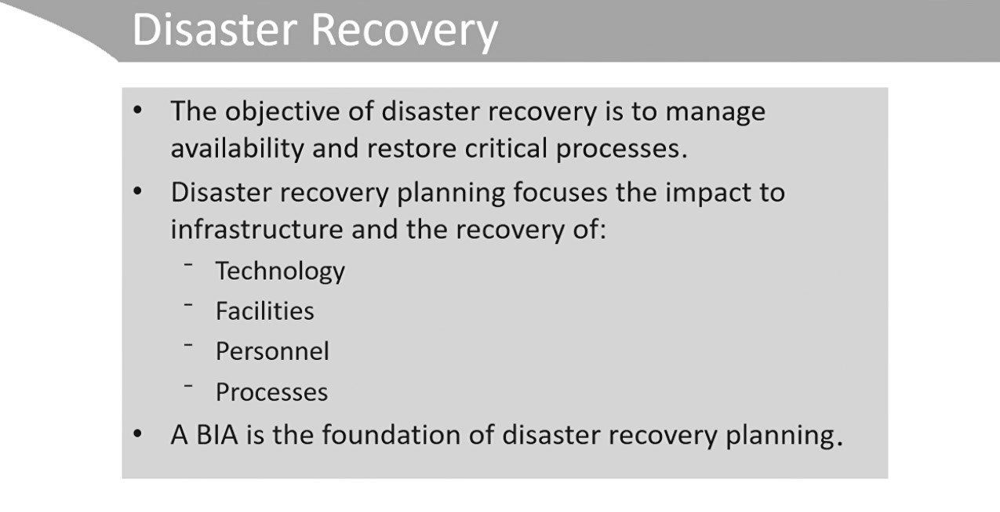 Disaster Recovery
• The objective of disaster recovery is to manage
availability and restore critical processes.
• Disaster recovery planning focuses the impact to
infrastructure and the recovery of:
- Technology
- Facilities
- Personnel
- Processes
• A BIA is the foundation of disaster recovery planning.